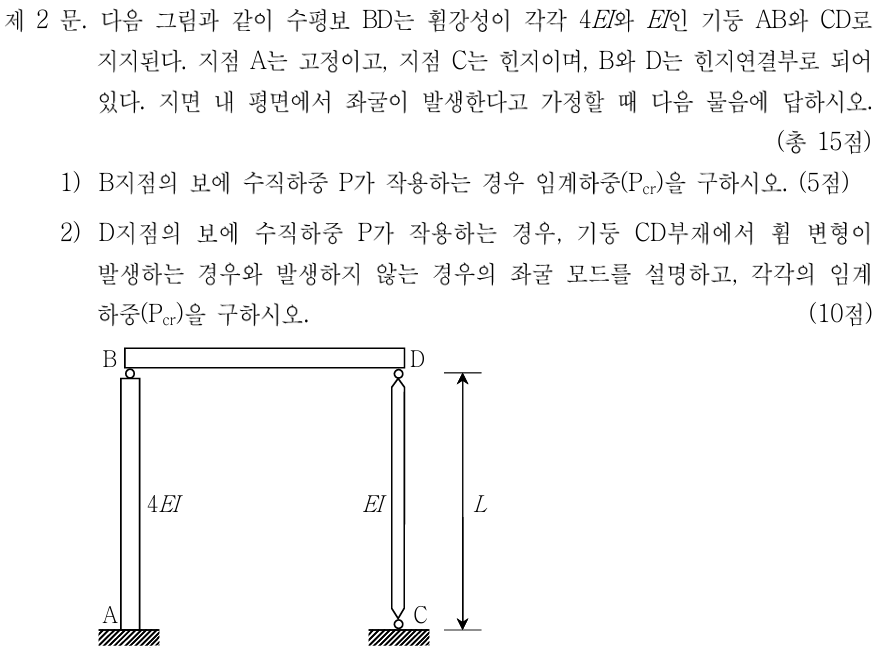 제 2 문. 다음 그림과 같이 수평보 BD는 휨강성이 각각 4EI와 EI인 기둥 AB와 CD로
지지된다. 지점 A는 고정이고, 지점 C는 힌지이며, B와 D는 힌지연결부로 되어
있다. 지면 내 평면에서 좌굴이 발생한다고 가정할 때 다음 물음에 답하시오.
(총 15점)
1) B지점의 보에 수직하중 P가 작용하는 경우 임계하중(Pcr)을 구하시오. (5점)
2) D지점의 보에 수직하중 P가 작용하는 경우, 기둥 CD부재에서 휨 변형이
발생하는 경우와 발생하지 않는 경우의 좌굴 모드를 설명하고, 각각의 임계
하중(Pcr)을 구하시오. (10점)
B D
4EI EI L
A C